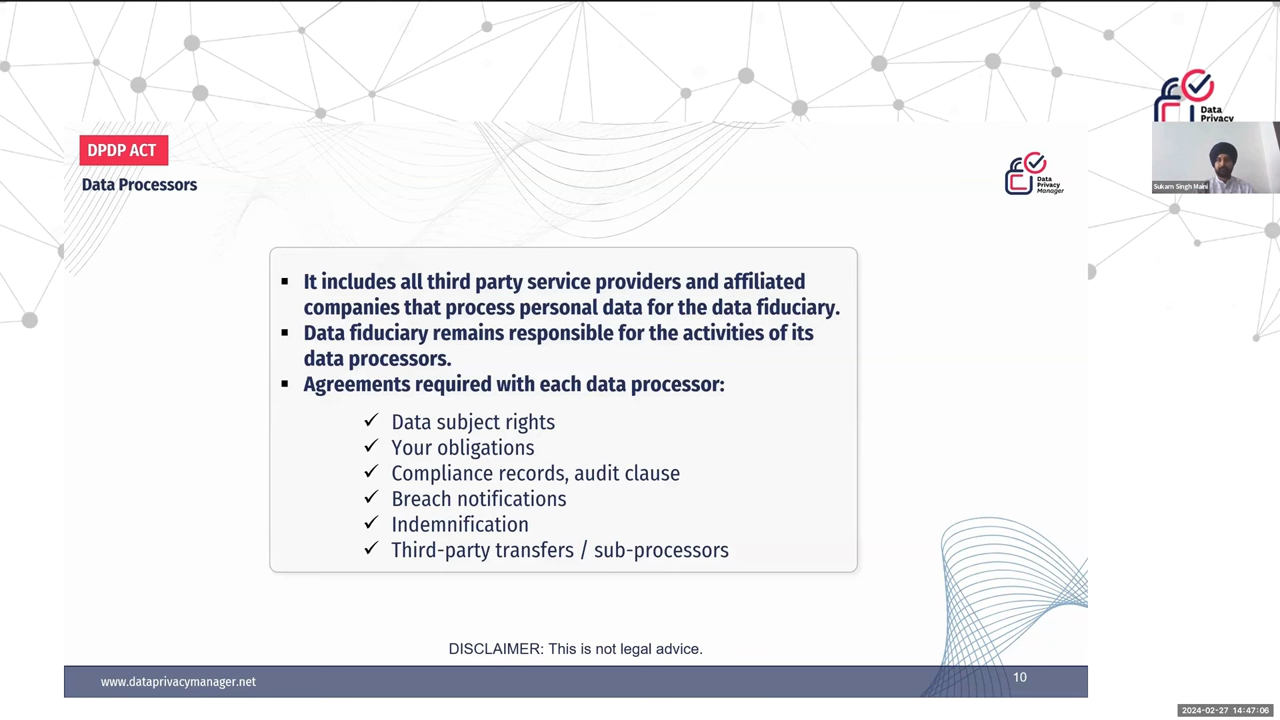 Data
Privacy
DPDP ACT
Data
Privacy
Manager
Data Processors
Sukarn Singh Maini
▪ It includes all third party service providers and affiliated
companies that process personal data for the data fiduciary.
▪ Data fiduciary remains responsible for the activities of its
data processors.
▪ Agreements required with each data processor:
✓ Data subject rights
✓ Your obligations
✓ Compliance records, audit clause
✓ Breach notifications
✓ Indemnification
✓ Third-party transfers / sub-processors
DISCLAIMER: This is not legal advice.
www.dataprivacymanager.net
10
2024-02-27 14:47:06